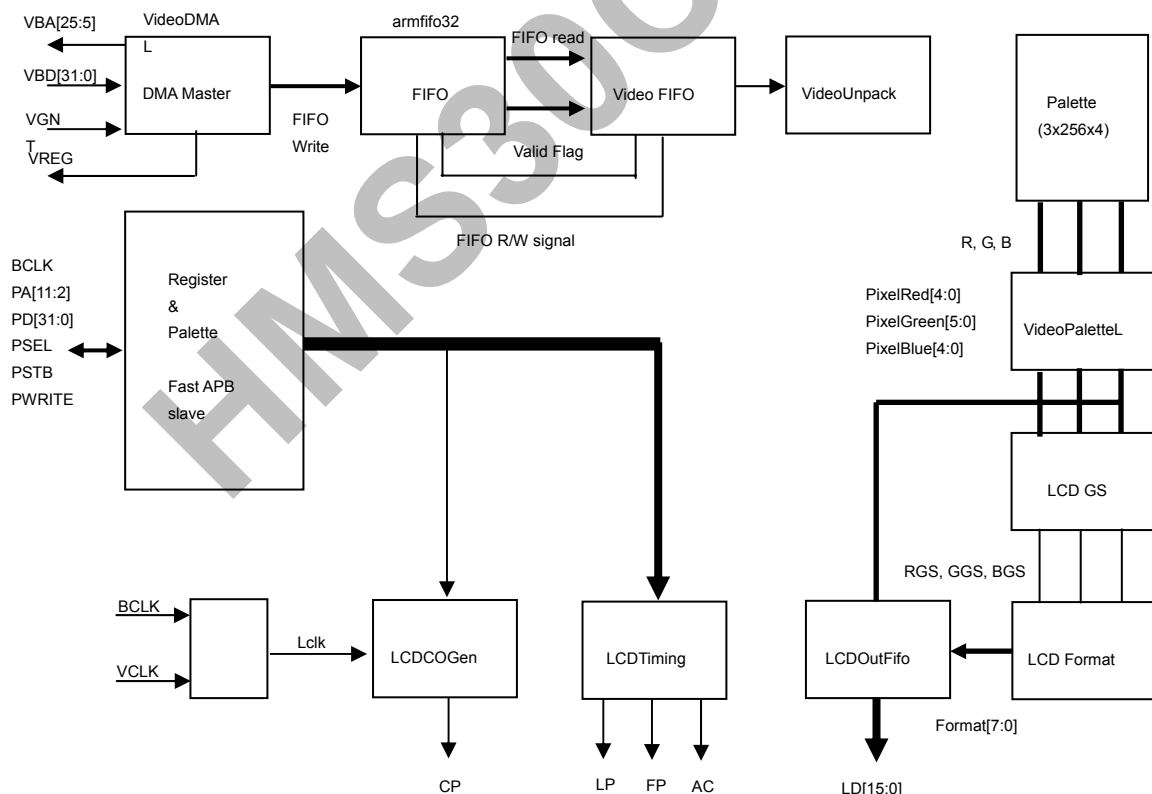 VBA[25:5]
VideoDMA
L
VBD[31:0]
DMA Master
VGN
T
VREG
FIFO
Write
armfifo32
FIFO
FIFO read
Video FIFO
Valid Flag
FIFO R/W signal
VideoUnpack
Palette
(3x256x4)
R, G, B
BCLK
PA[11:2]
PD[31:0]
PSEL
PSTB
PWRITE
Register
&
Palette
Fast APB
slave
PixelRed[4:0]
PixelGreen[5:0]
PixelBlue[4:0]
VideoPaletteL
LCD GS
RGS, GGS, BGS
BCLK
VCLK
Lclk
LCDCOGen
LCDTiming
LCDOutFifo
LCD Format
Format[7:0]
CP
LP
FP
AC
LD[15:0]